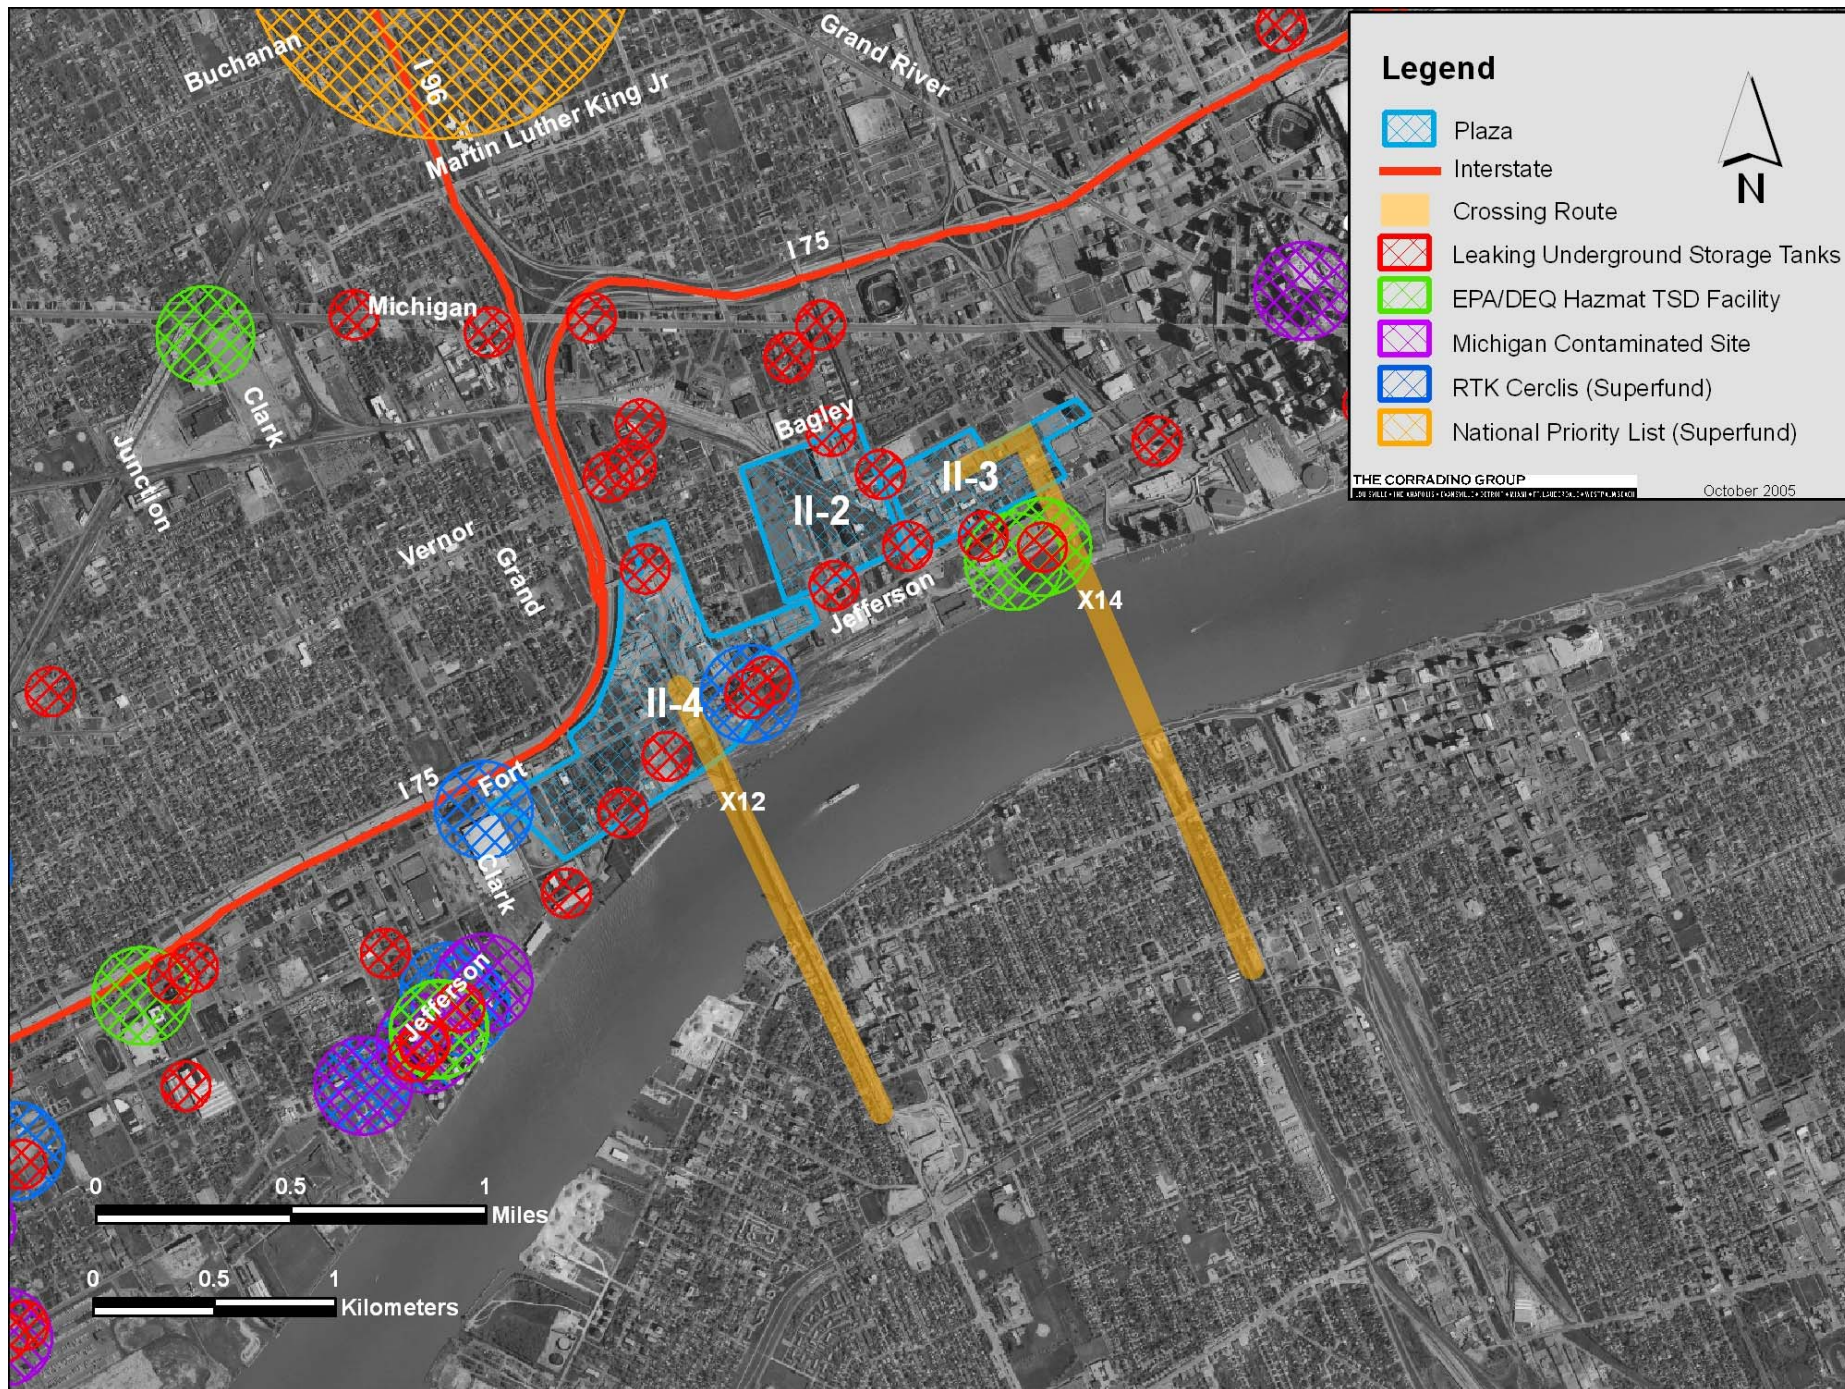 Buchanan
I 96
Grand River
Martin Luther King Jr
I 75
Michigan
Clark
Junction
Vernor
Grand
Bagley
II-2
II-3
Jefferson
X14
II-4
X12
I 75
Fort
Clark
Jefferson
0 0.5 1
Miles
0 0.5 1
Kilometers
Legend
Plaza
Interstate
Crossing Route
Leaking Underground Storage Tanks
EPA/DEQ Hazmat TSD Facility
Michigan Contaminated Site
RTK Cerclis (Superfund)
National Priority List (Superfund)
N
THE CORRADINO GROUP
October 2005